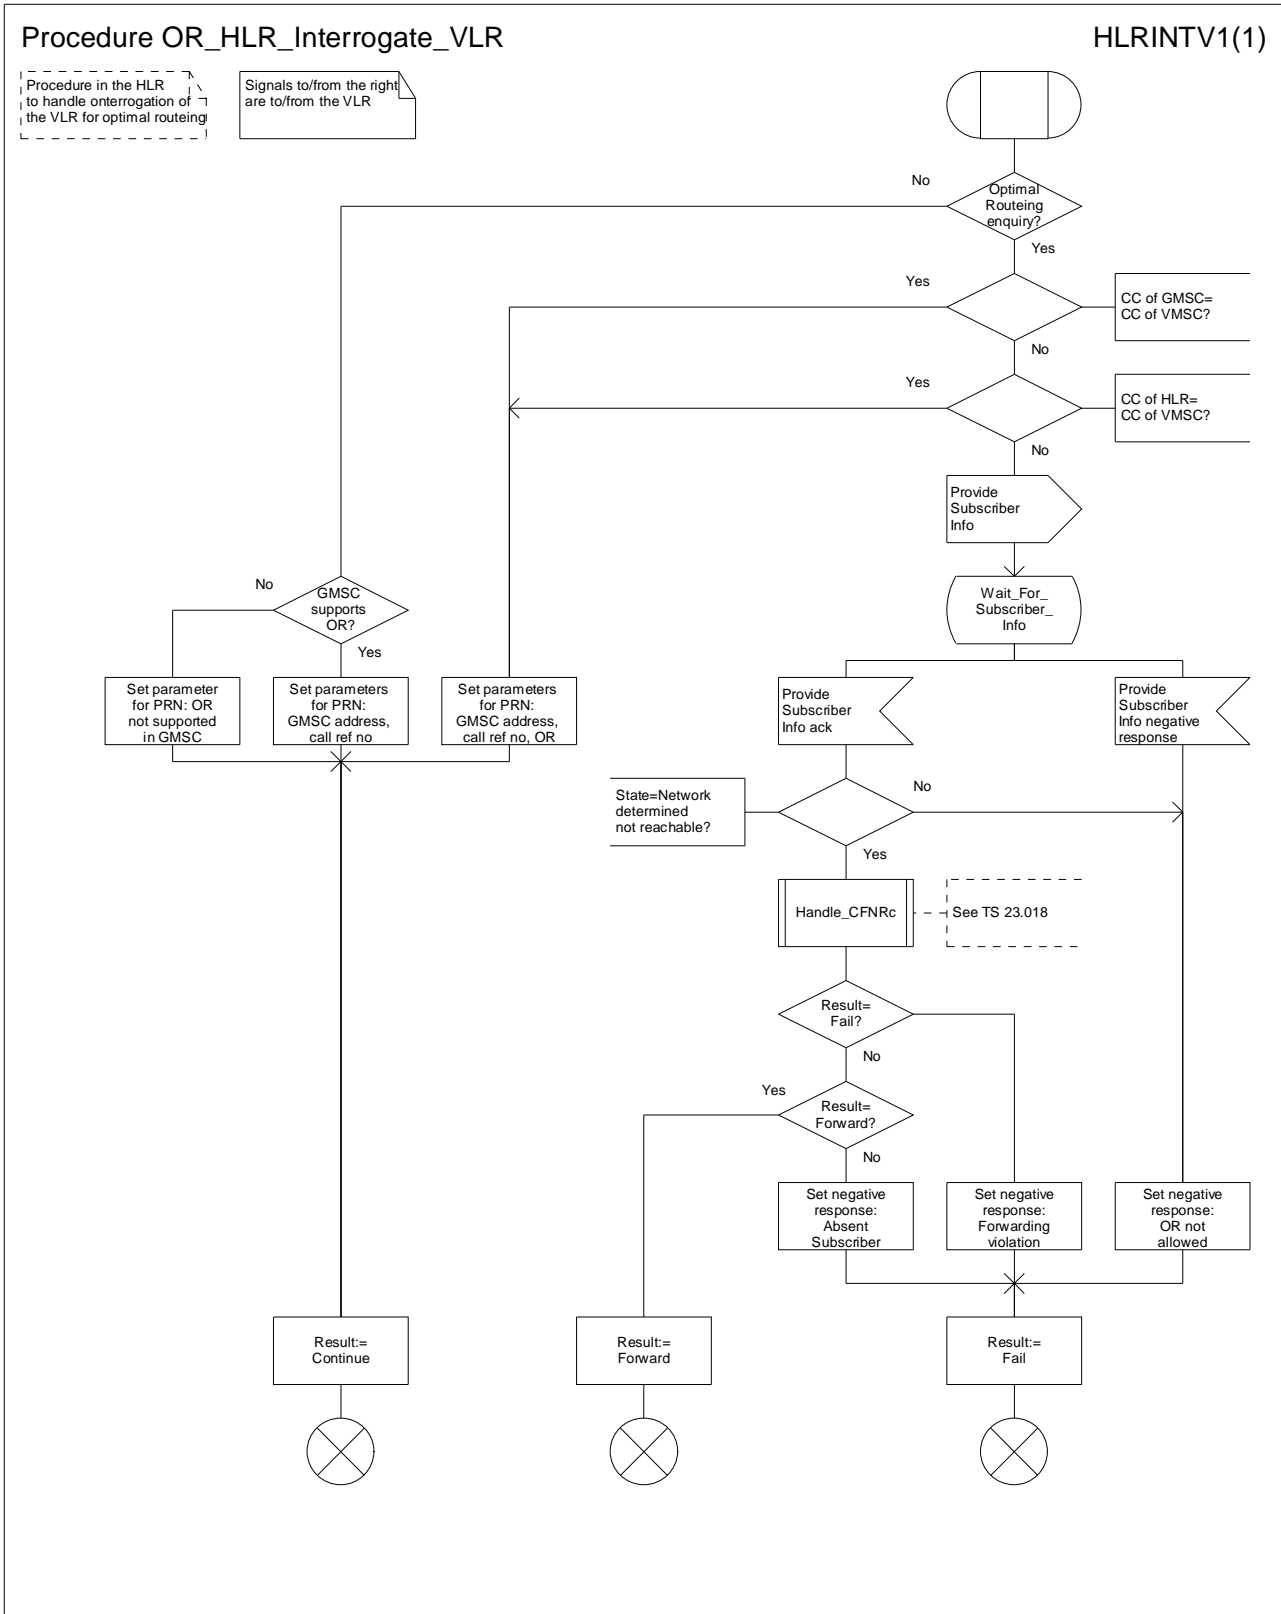 Procedure OR_HLR_Interrogate_VLR
HLRINTV1(1)
Procedure in the HLR
to handle onterrogation of
the VLR for optimal routeing
Signals to/from the right
are to/from the VLR
No
Optimal
Routeing
enquiry?
Yes
Yes
CC of GMSC=
CC of VMSC?
No
Yes
CC of HLR=
CC of VMSC?
No
Provide
Subscriber
Info
No
GMSC
supports
OR?
Yes
Wait_For_
Subscriber_
Info
Set parameter
for PRN: OR
not supported
in GMSC
Set parameters
for PRN:
GMSC address,
call ref no
Set parameters
for PRN:
GMSC address,
call ref no, OR
Provide
Subscriber
Info ack
Provide
Subscriber
Info negative
response
State=Network
determined
not reachable?
No
Yes
Handle_CFNRc
See TS 23.018
Result=
Fail?
No
Yes
Result=
Forward?
No
Set negative
response:
Absent
Subscriber
Set negative
response:
Forwarding
violation
Set negative
response:
OR not
allowed
Result:=
Continue
Result:=
Forward
Result:=
Fail